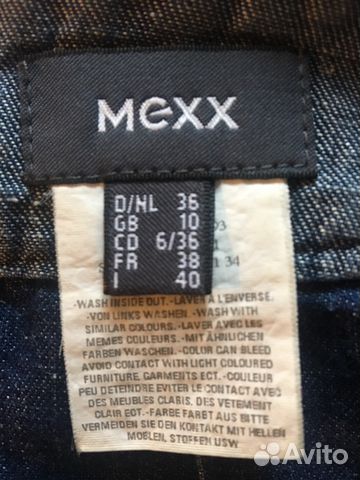 MEXX
D/NL 36
GB 10
CD 6/36
FR 38
I 40
34
-WASH INSIDE OUT.-LAVER A L'ENVERSE.
-VON LINKS WASHEN.-WASH WITH
SIMILAR COLOURS.-LAVER AVEC LES
MEMES COULEURS.-MIT ÄHNLICHEN
FARBEN WASCHEN.-COLOR CAN BLEED
AVOID CONTACT WITH LIGHT COLOURED
FURNITURE, GARMENTS ECT.-COULEUR
PEU DETEINDRE EVITER LE CONTACT AVEC
DES MEUBLES CLAIRS, DES VETEMENT
CLAIR ECT.-FARBE FARBT AUS BITTE
VERMEIDEN SIE DEN KONTAKT MIT HELLEN
MOBLEN, STOFFEN USW
Avito